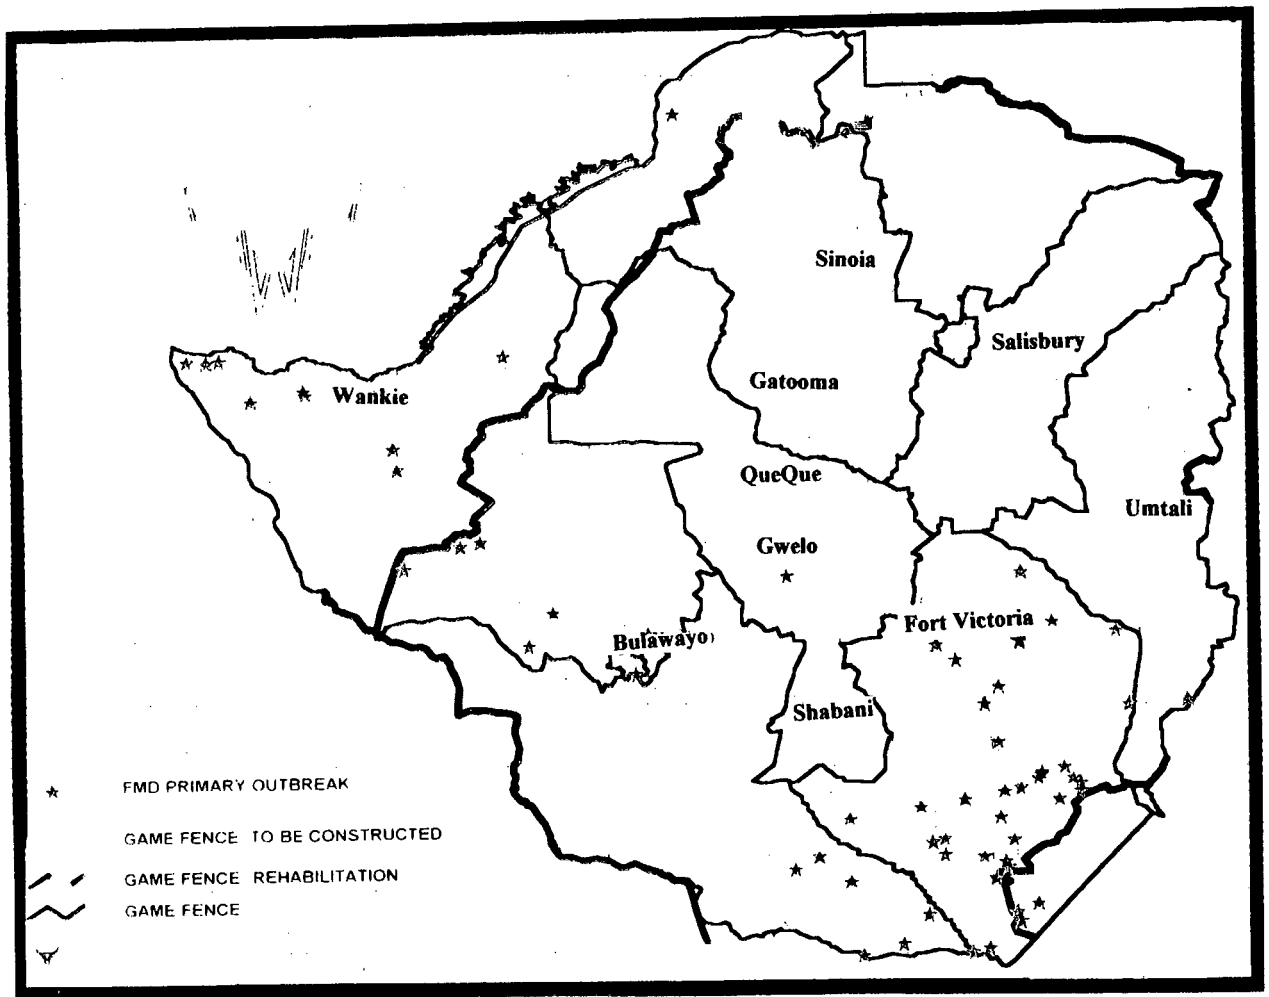 Sinoia
Salisbury
Gatooma
Wankie
QueQue
Umtali
Gwelo
Fort Victoria
Bulawayo)
Shabani
FMD PRIMARY OUTBREAK
GAME FENCE TO BE CONSTRUCTED
GAME FENCE REHABILITATION
GAME FENCE